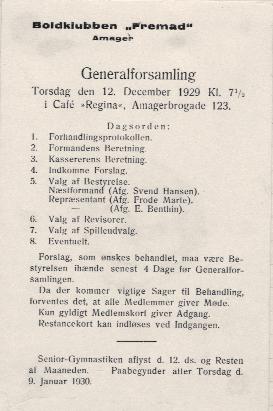 Boldklubben „Fremad“
Amager
Generalforsamling
Torsdag den 12. December 1929 Kl. 7½
i Café »Regina«, Amagerbrogade 123.
Dagsorden:
1. Forhandlingsprotokollen.
2. Formandens Beretning.
3. Kassererens Beretning.
4. Indkomne Forslag.
5. Valg af Bestyrelse.
Næstformand (Afg. Svend Hansen).
Repræsentant (Afg. Frode Marte).
— (Afg. E. Benthin).
6. Valg af Revisorer.
7. Valg af Spilleudvalg.
8. Eventuelt.
Forslag, som ønskes behandlet, maa være Be-
styrelsen ihænde senest 4 Dage før Generalfor-
samlingen.
Da der kommer vigtige Sager til Behandling,
forventes det, at alle Medlemmer giver Møde.
Kun gyldigt Medlemskort giver Adgang.
Restancekort kan indløses ved Indgangen.
Senior-Gymnastiken aflyst d. 12. ds. og Resten
af Maaneden. Paabegynder atter Torsdag d.
9. Januar 1930.